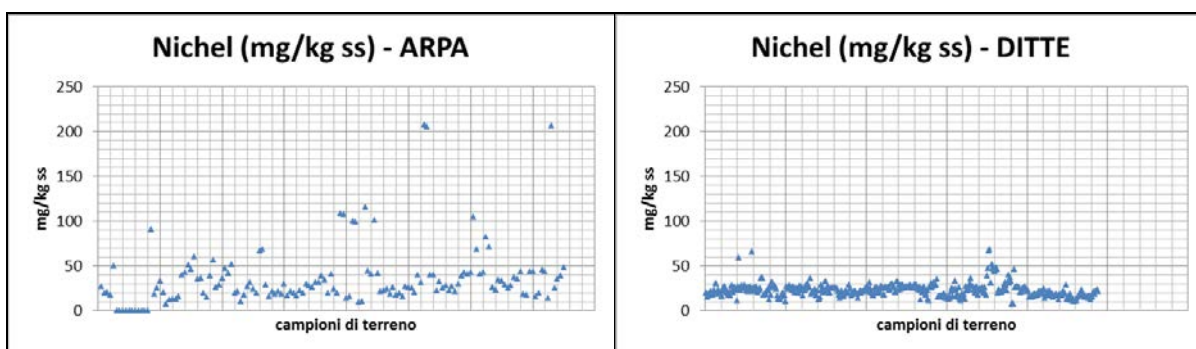 Nichel (mg/kg ss) - ARPA
250
200
150
100
50
0
mg/kg ss
campioni di terreno
Nichel (mg/kg ss) - DITTE
250
200
150
100
50
0
mg/kg ss
campioni di terreno